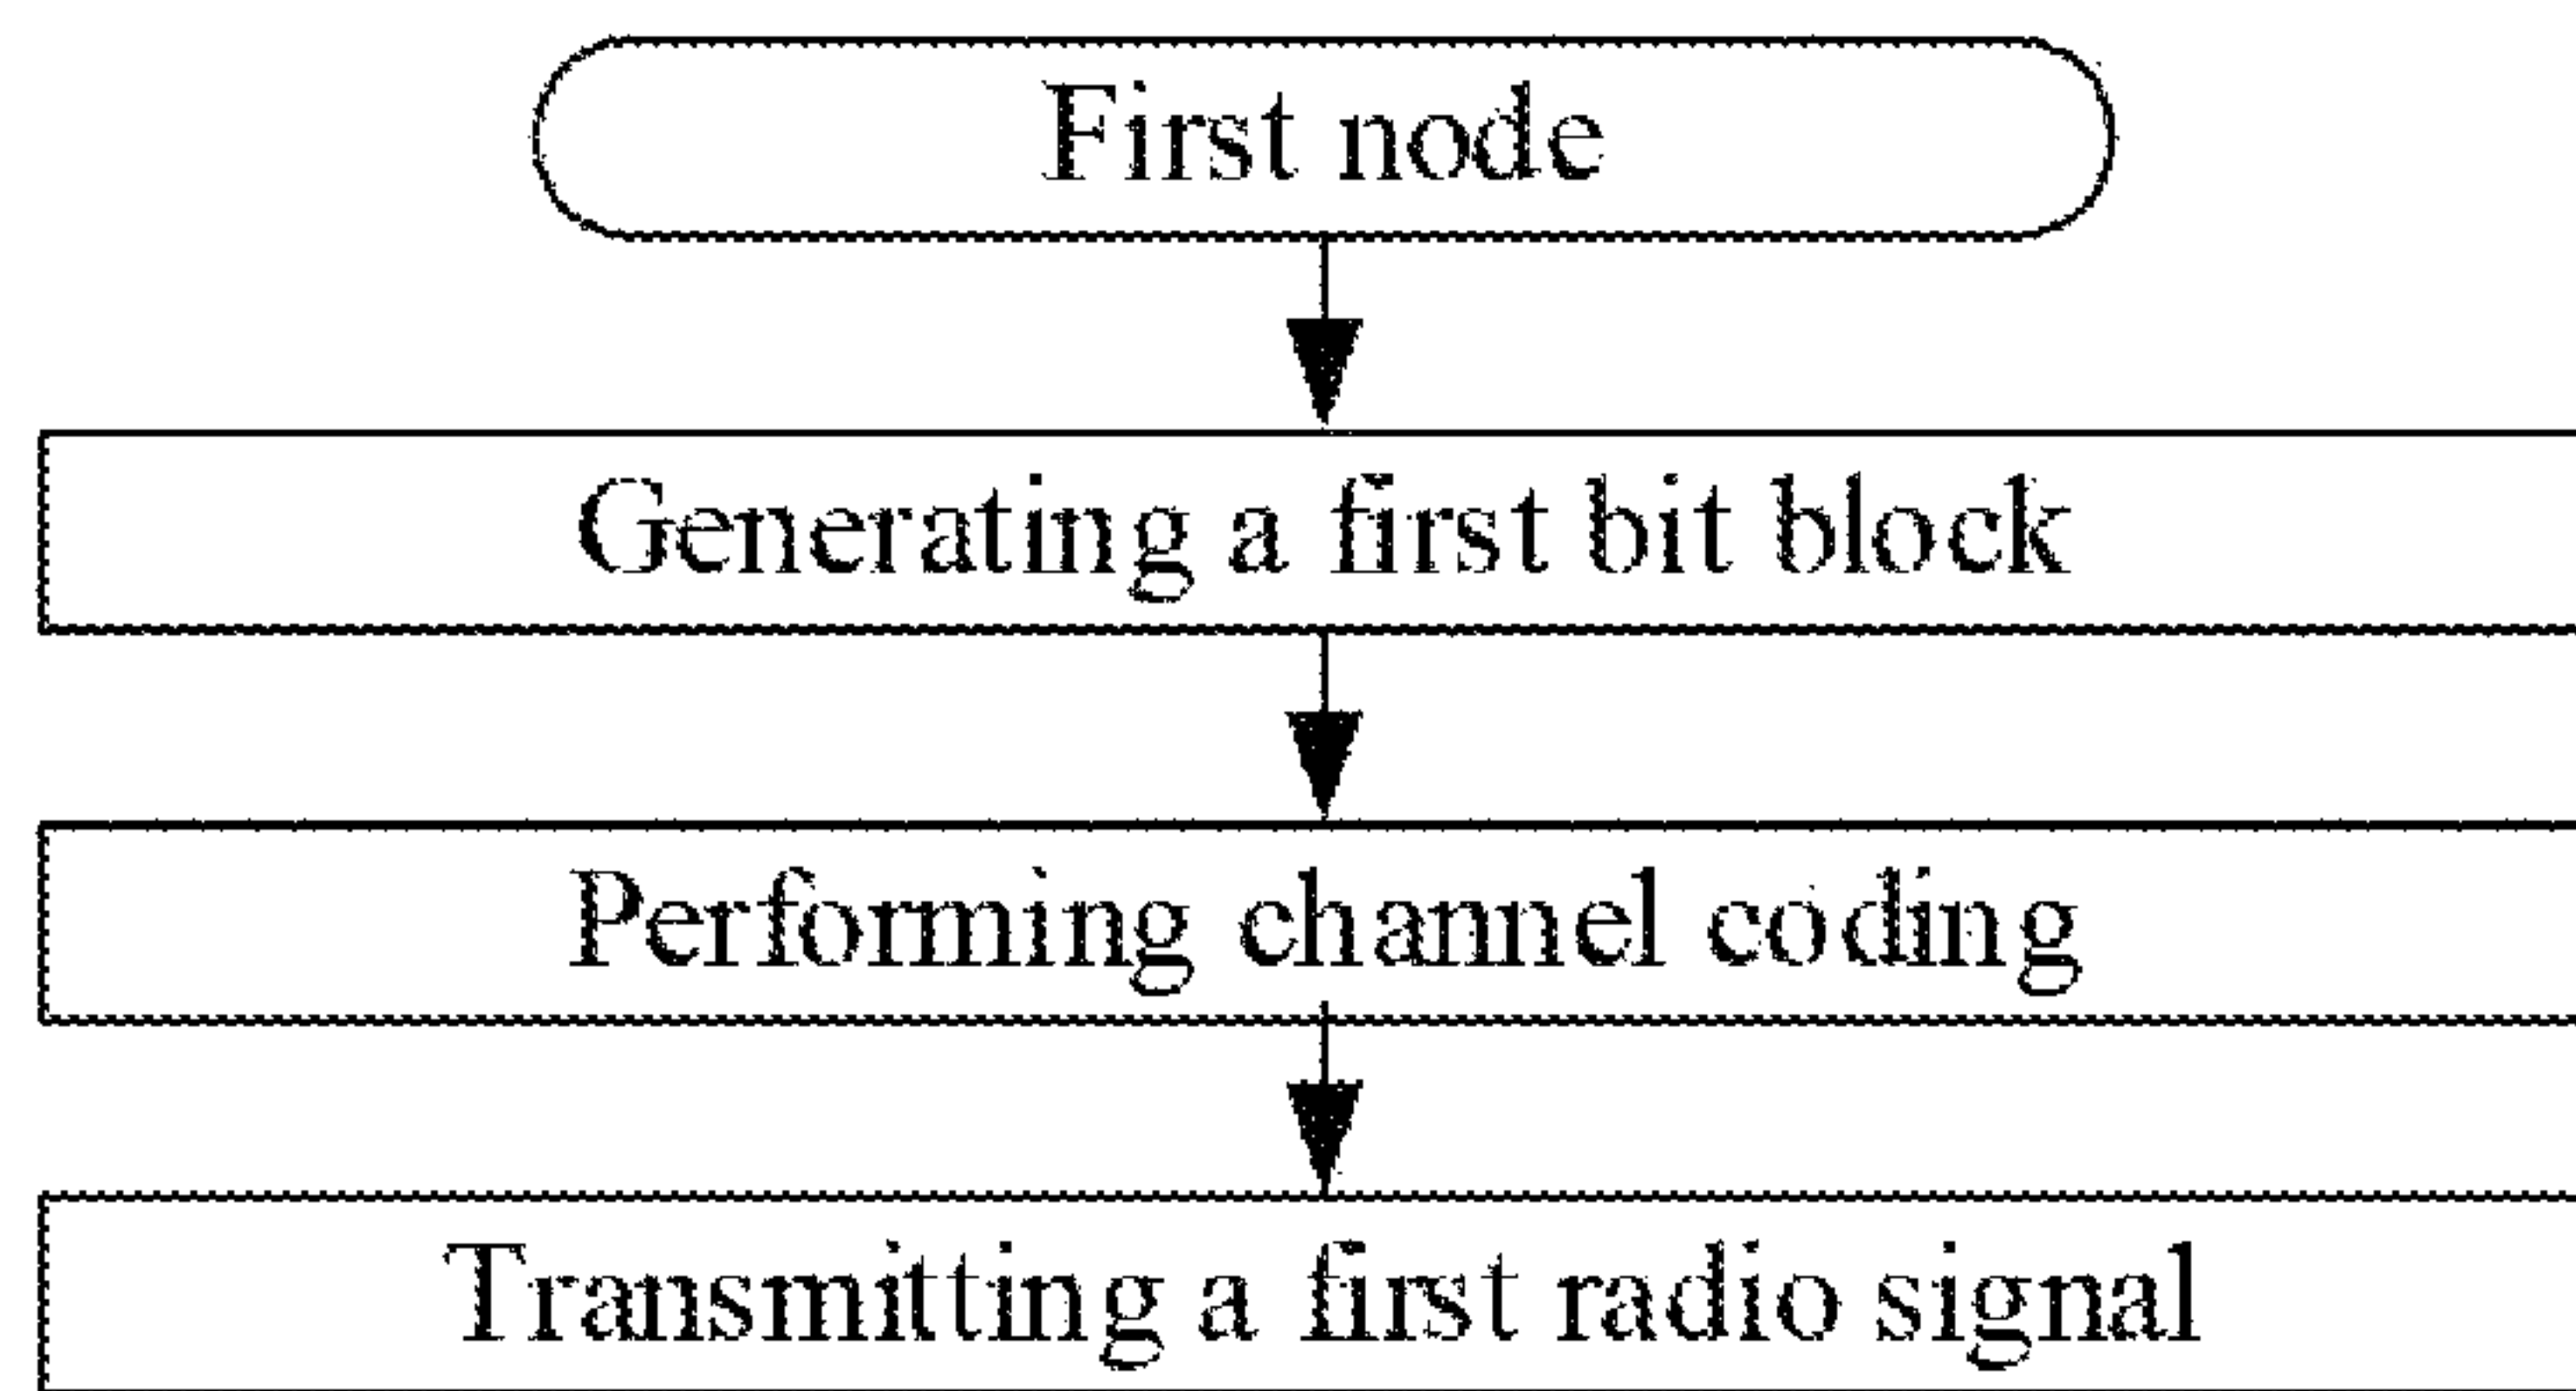 First node
Generating a first bit block
Performing channel coding
Transmitting a first radio signal